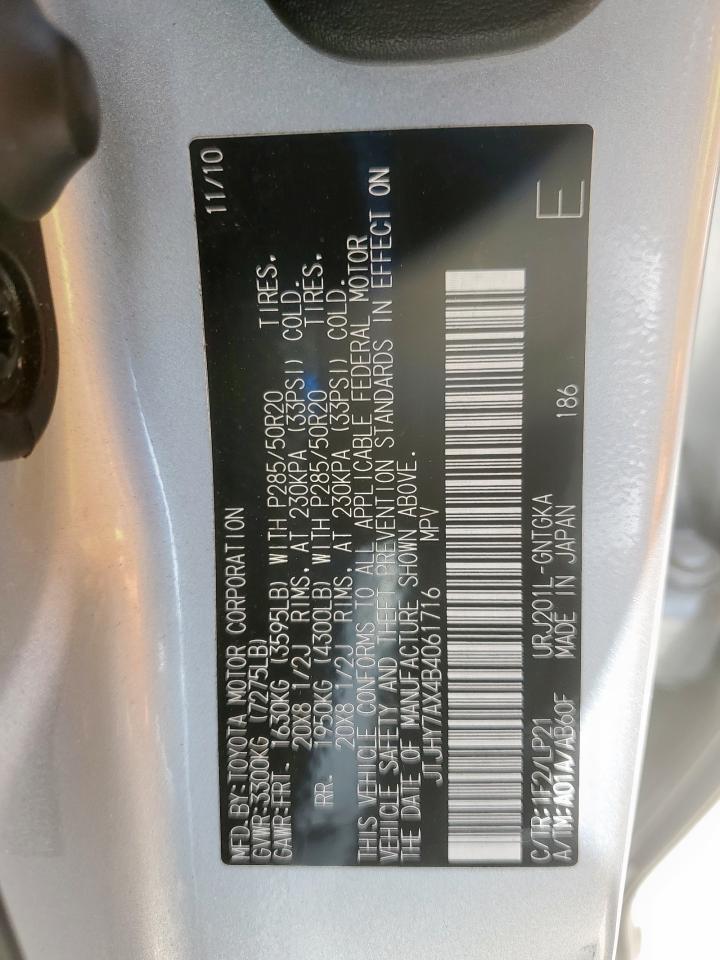 MFD. BY: TOYOTA MOTOR CORPORATION 11/10
GVWR: 3300KG (7275LB)
GAWR: FRT. 1630KG (3595LB) WITH P285/50R20 TIRES.
20X8 1/2J RIMS. AT 230KPA (33PSI) COLD.
RR. 1950KG (4300LB) WITH P285/50R20 TIRES.
20X8 1/2J RIMS. AT 230KPA (33PSI) COLD.
THIS VEHICLE CONFORMS TO ALL APPLICABLE FEDERAL MOTOR
VEHICLE SAFETY AND THEFT PREVENTION STANDARDS IN EFFECT ON
THE DATE OF MANUFACTURE SHOWN ABOVE.
JTJHY7AX4B4061716 MPV
C/TR: 1F2/LP21 URJ201L-GNTGKA 186 E
A/TM: A01A/AB60F MADE IN JAPAN